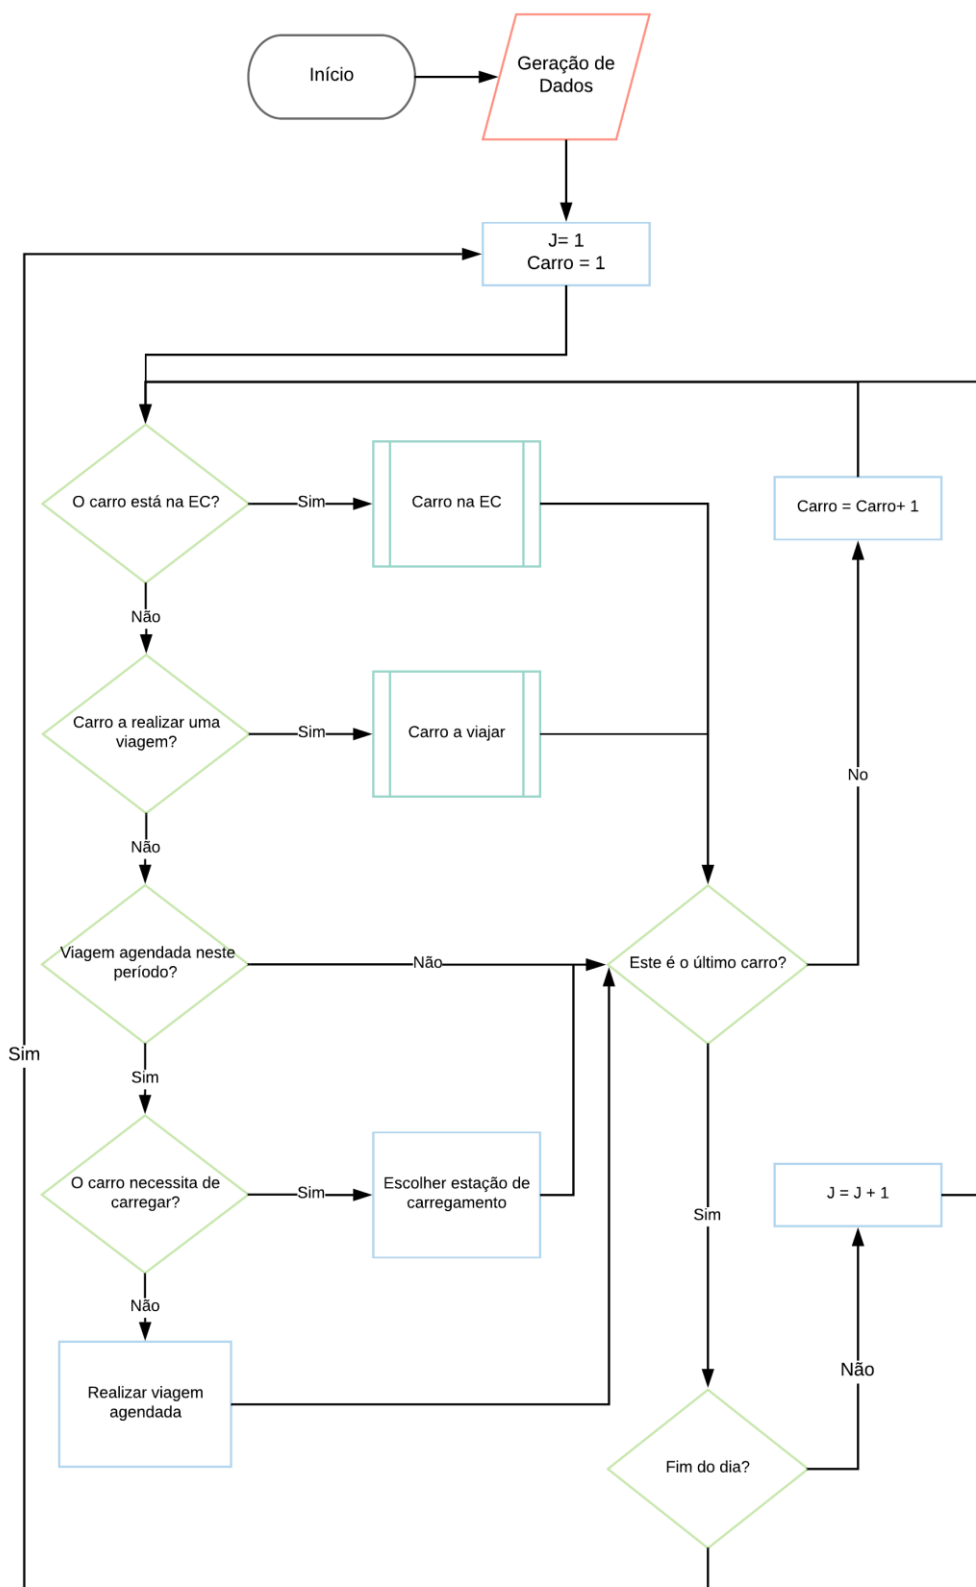 Início
Geração de
Dados
J= 1
Carro = 1
O carro está na EC?
Sim
Carro na EC
Carro = Carro+ 1
Não
Carro a realizar uma
viagem?
Sim
Carro a viajar
No
Não
Viagem agendada neste
período?
Não
Este é o último carro?
Sim
Sim
O carro necessita de
carregar?
Sim
Escolher estação de
carregamento
Sim
J = J + 1
Não
Realizar viagem
agendada
Não
Fim do dia?